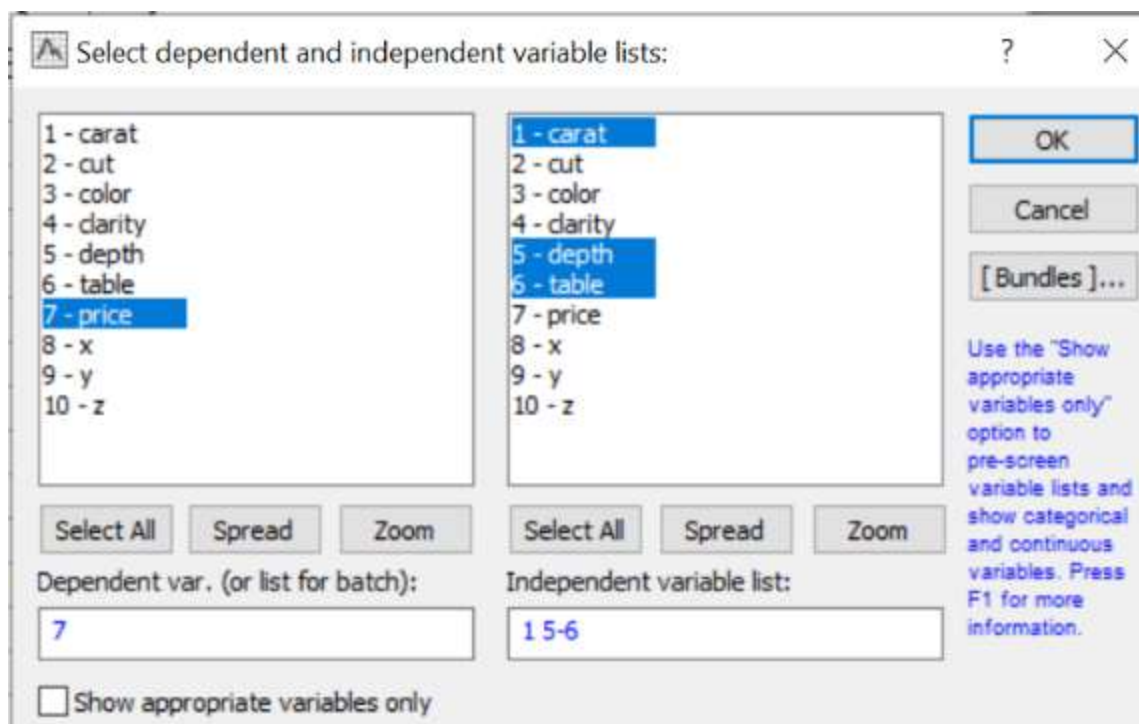 Select dependent and independent variable lists:
?
1 - carat
2 - cut
3 - color
4 - clarity
5 - depth
6 - table
7 - price
8 - x
9 - y
10 - z
1 - carat
2 - cut
3 - color
4 - clarity
5 - depth
6 - table
7 - price
8 - x
9 - y
10 - z
OK
Cancel
[ Bundles ]...
Use the "Show
appropriate
variables only"
option to
pre-screen
variable lists and
show categorical
and continuous
variables. Press
F1 for more
information.
Select All
Spread
Zoom
Select All
Spread
Zoom
Dependent var. (or list for batch):
Independent variable list:
7
1 5-6
Show appropriate variables only